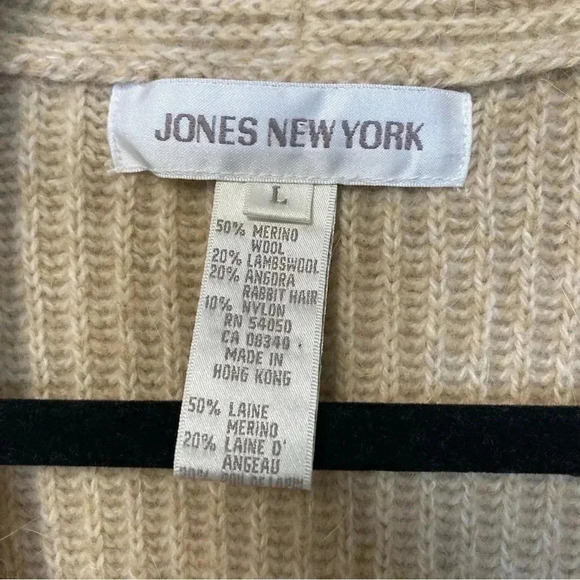 JONES NEW YORK
L
50% MERINO
WOOL
20% LAMBSWOOL
20% ANGORA
RABBIT HAIR
10% NYLON
RN 54050
CA 08340
MADE IN
HONG KONG
50% LAINE
MERINO
20% LAINE D'
ANGEAU